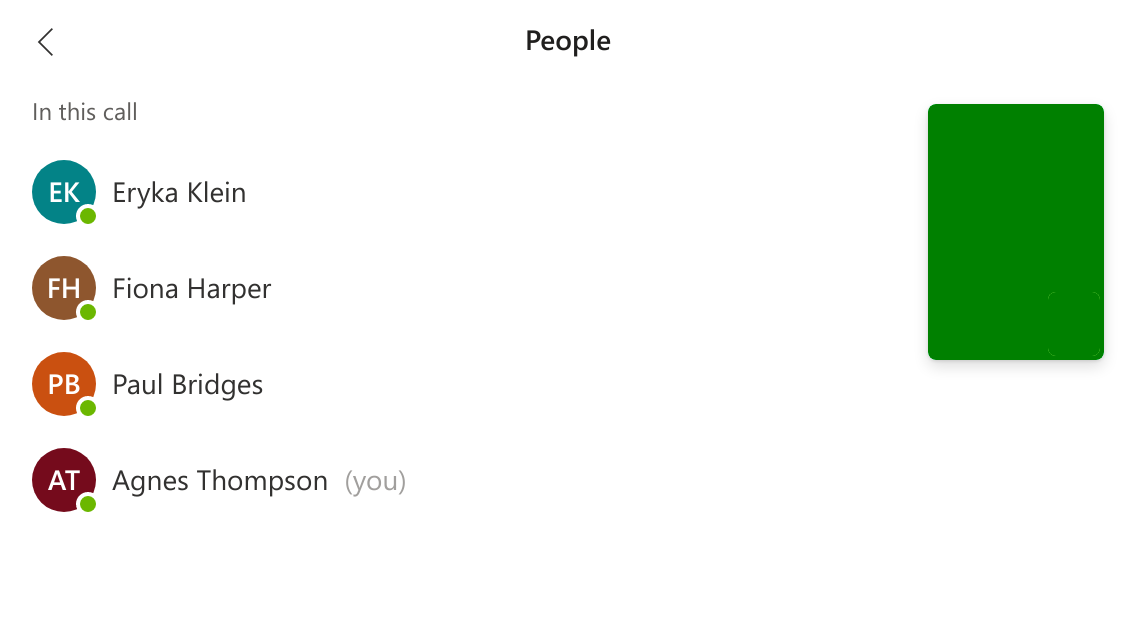 People
In this call
EK Eryka Klein
FH Fiona Harper
PB Paul Bridges
AT Agnes Thompson (you)